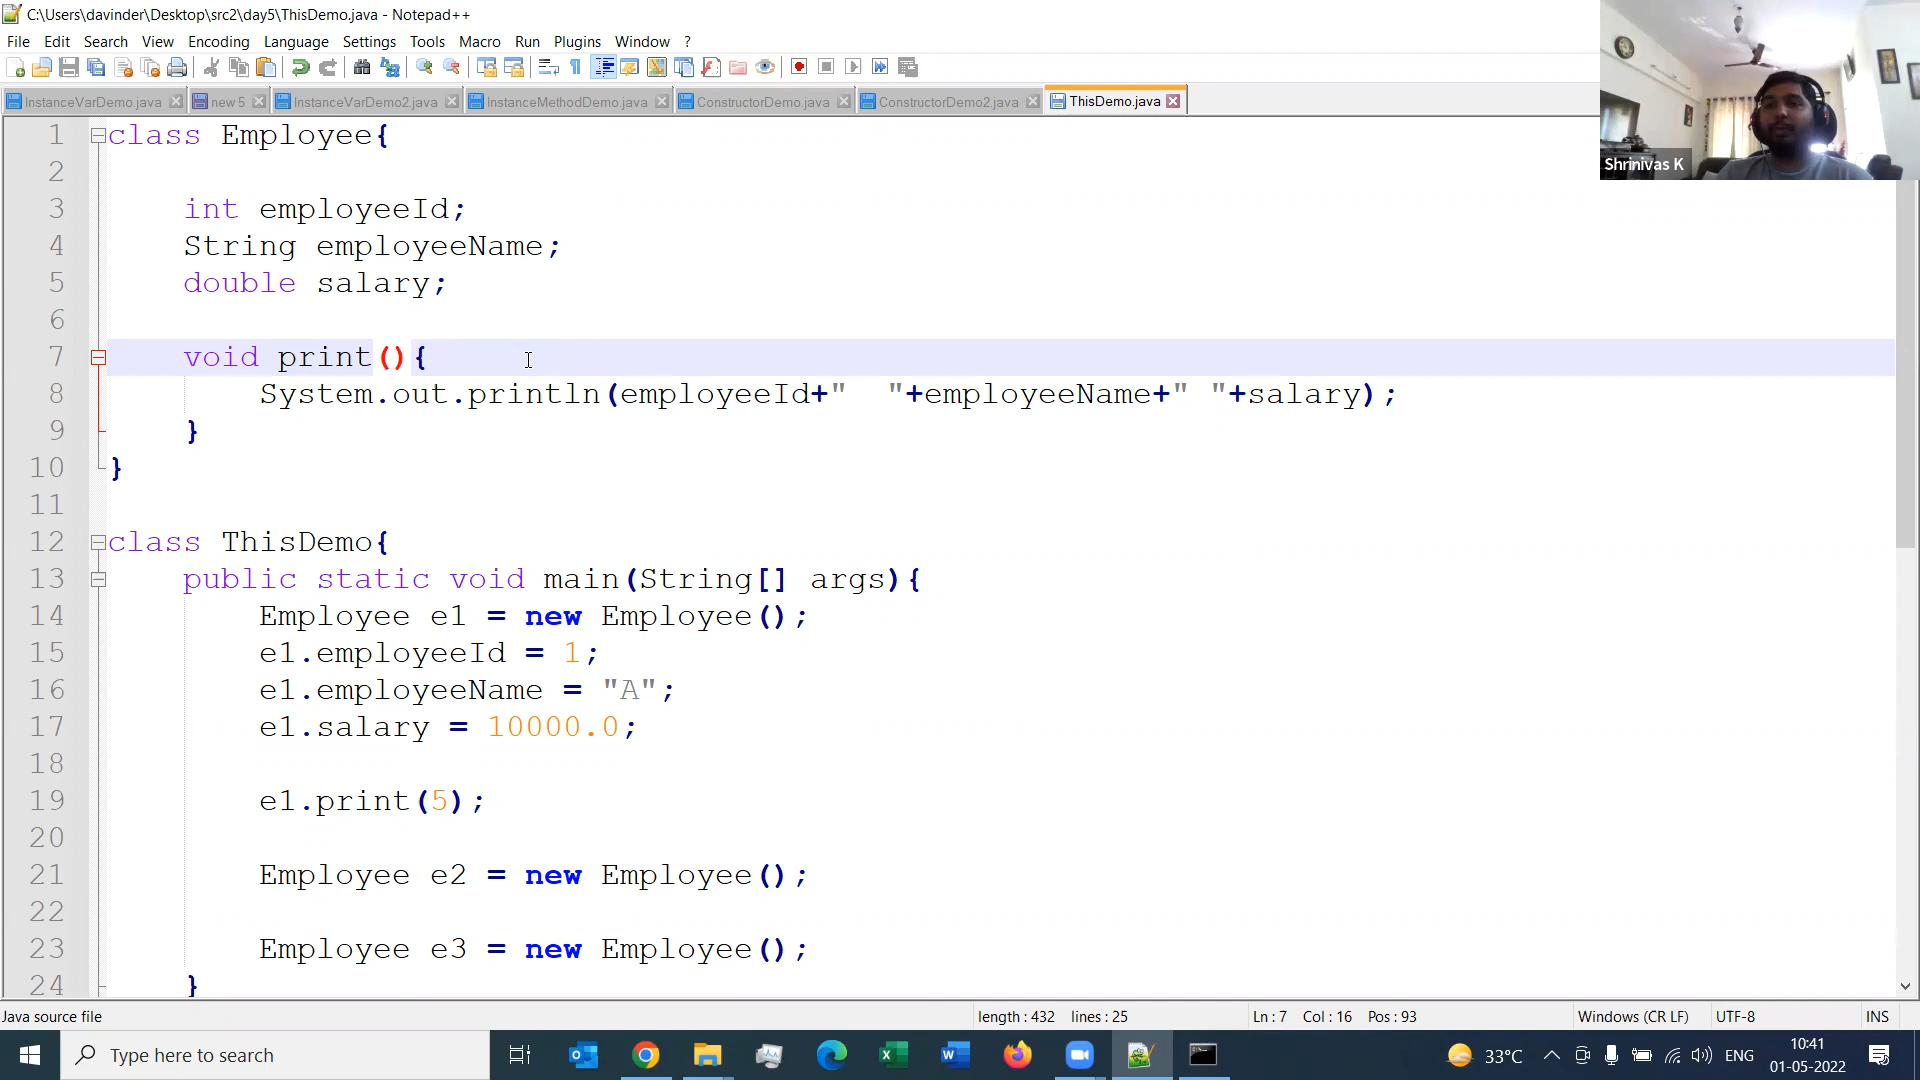 C:\Users\davinder\Desktop\src2\day5\ThisDemo.java - Notepad++
File Edit Search View Encoding Language Settings Tools Macro Run Plugins Window ?
InstanceVarDemo.java new 5 InstanceVarDemo2.java InstanceMethodDemo.java ConstructorDemo.java ConstructorDemo2.java ThisDemo.java
Shrinivas K
1 class Employee{
2
3 int employeeId;
4 String employeeName;
5 double salary;
6
7 void print(){
8 System.out.println(employeeId+"  "+employeeName+" "+salary);
9 }
10 }
11
12 class ThisDemo{
13 public static void main(String[] args){
14 Employee e1 = new Employee();
15 e1.employeeId = 1;
16 e1.employeeName = "A";
17 e1.salary = 10000.0;
18
19 e1.print(5);
20
21 Employee e2 = new Employee();
22
23 Employee e3 = new Employee();
24 }
Java source file length : 432 lines : 25 Ln : 7 Col : 16 Pos : 93 Windows (CR LF) UTF-8 INS
Type here to search 33°C ENG 10:41
01-05-2022